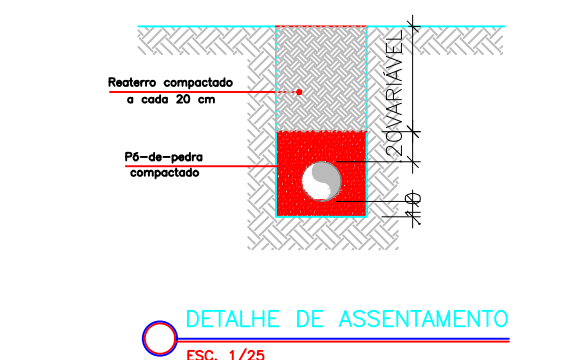 Reaterro compactado
a cada 20 cm
Pó-de-pedra
compactado
VARIÁVEL
20
10
DETALHE DE ASSENTAMENTO
ESC. 1/25